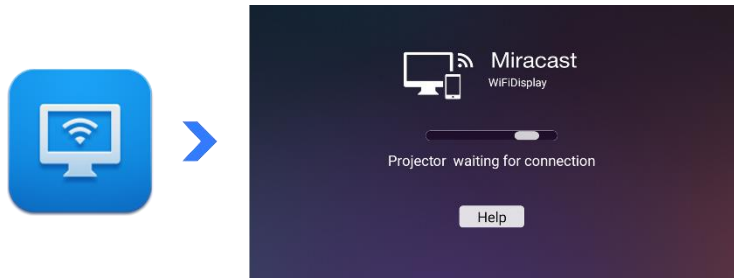 Miracast
WiFiDisplay
Projector waiting for connection
Help